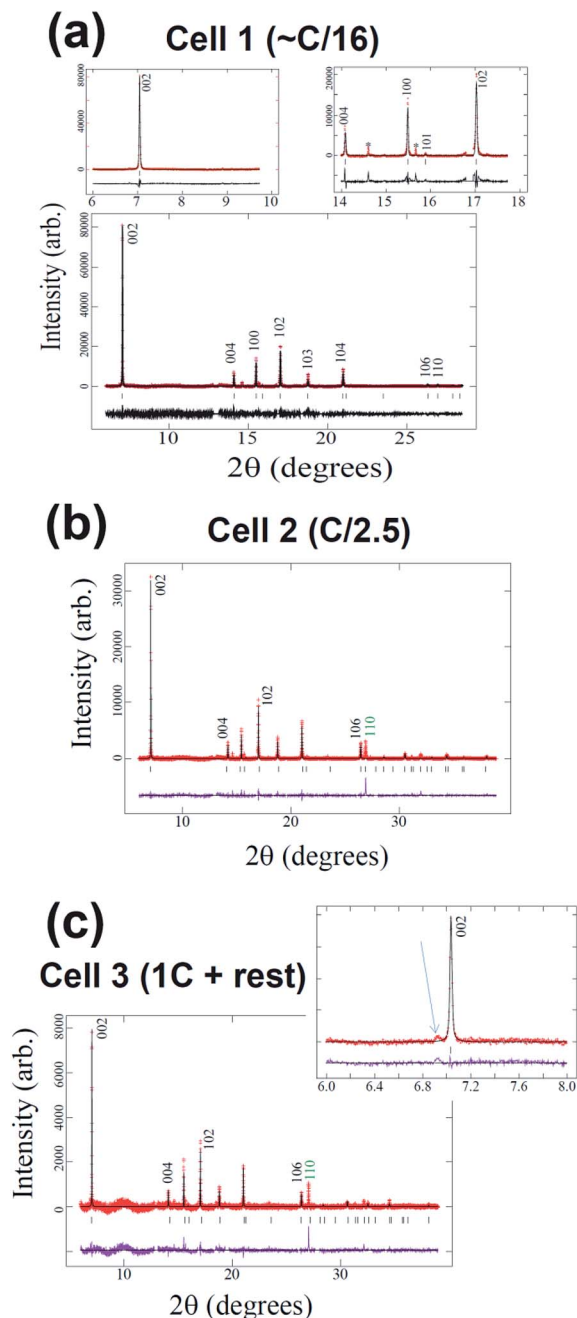 (a) Cell 1 (~C/16)
80000
40000
0
002
6 7 8 9 10
20000
10000
0
004
*
100
*
101
102
14 15 16 17 18
Intensity (arb.)
80000
60000
40000
20000
0
002
004
100
102
103
104
106
110
10 15 20 25
2θ (degrees)
(b) Cell 2 (C/2.5)
Intensity (arb.)
30000
10000
0
002
004
102
106
110
10 20 30
2θ (degrees)
(c)
Cell 3 (1C + rest)
002
6.0 6.4 6.8 7.2 7.6 8.0
Intensity (arb.)
8000
6000
4000
2000
0
002
004
102
106
110
10 20 30
2θ (degrees)